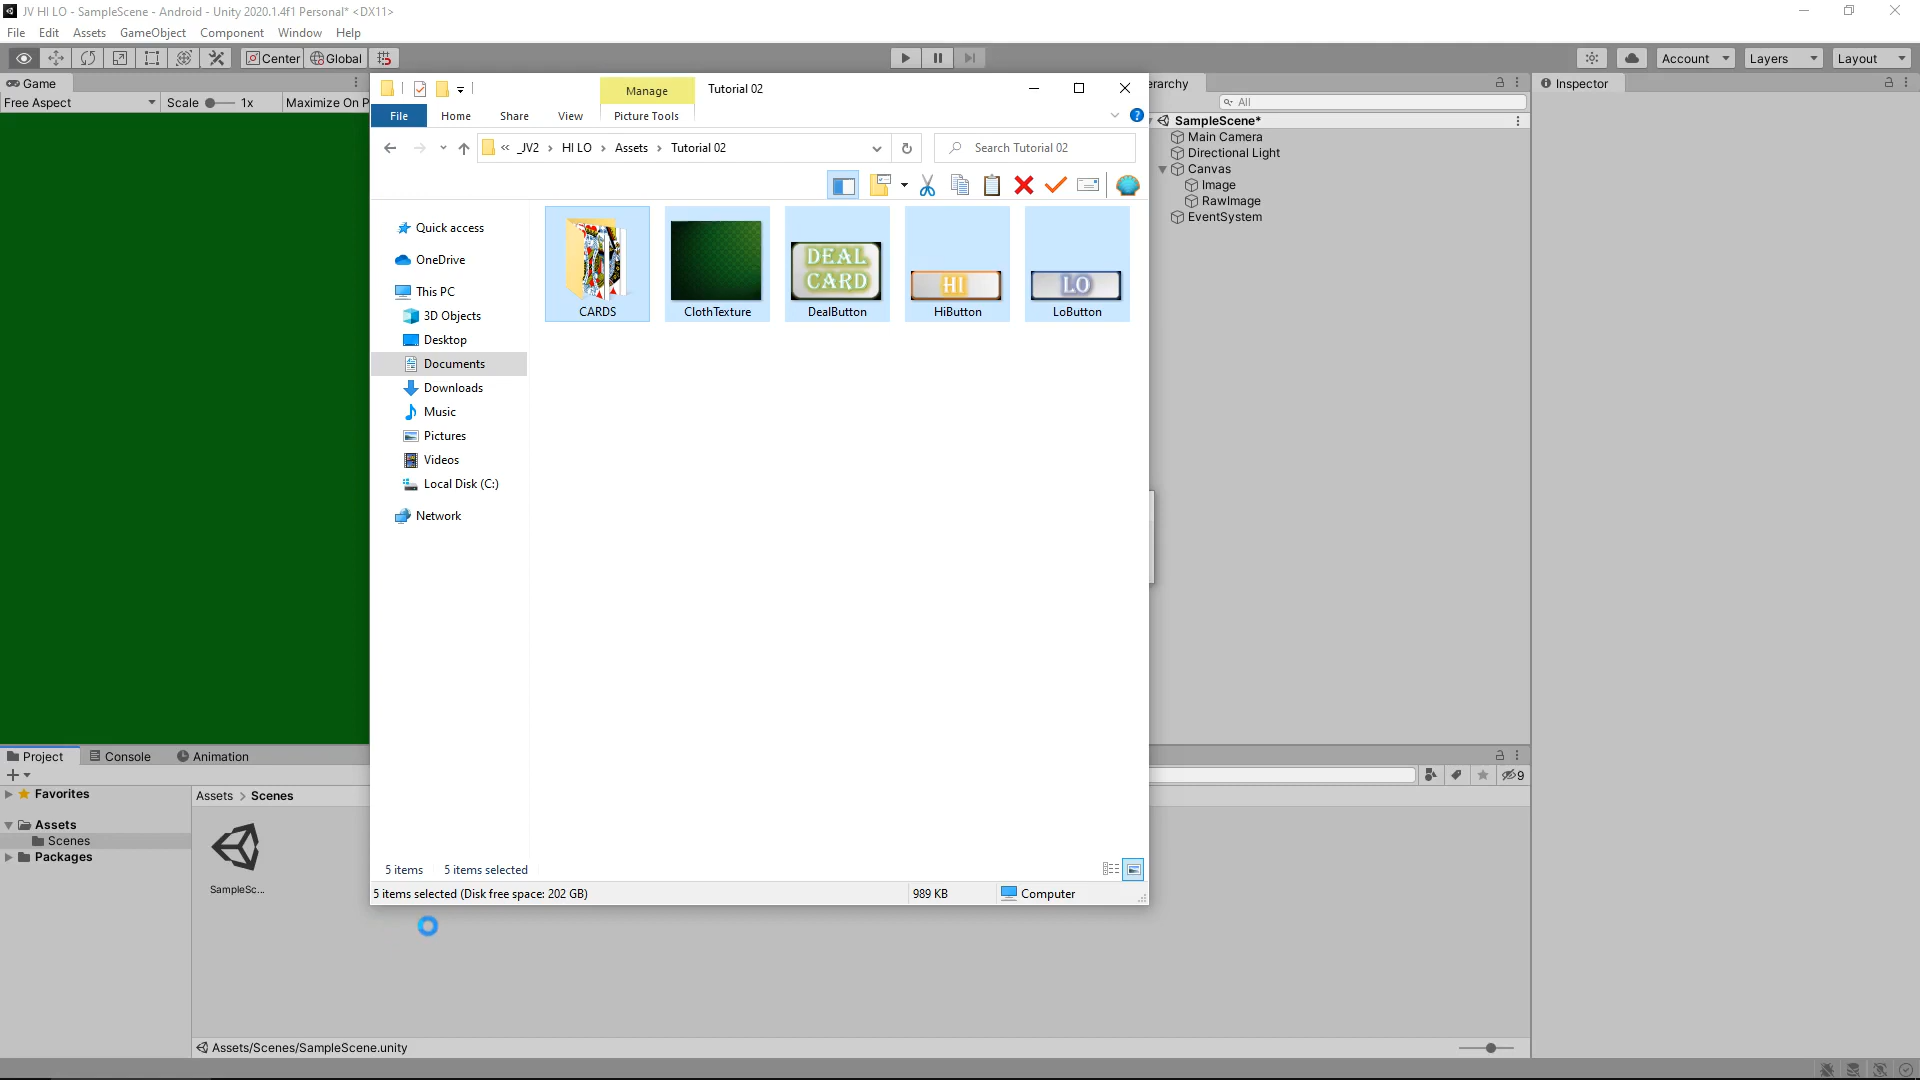 JV HI LO - SampleScene - Android - Unity 2020.1.4f1 Personal* <DX11>
File Edit Assets GameObject Component Window Help
Center Global Account Layers Layout
Game
Free Aspect Scale 1x Maximize On P
Manage Tutorial 02
File Home Share View Picture Tools
« _JV2 > HI LO > Assets > Tutorial 02 Search Tutorial 02
Quick access
OneDrive
This PC
3D Objects
Desktop
Documents
Downloads
Music
Pictures
Videos
Local Disk (C:)
Network
DEAL
CARD
HI
LO
CARDS ClothTexture DealButton HiButton LoButton
5 items 5 items selected
5 items selected (Disk free space: 202 GB) 989 KB Computer
erarchy
All
SampleScene*
Main Camera
Directional Light
Canvas
Image
RawImage
EventSystem
Inspector
Project Console Animation
9
Favorites
Assets
Scenes
Packages
Assets > Scenes
SampleSc...
Assets/Scenes/SampleScene.unity